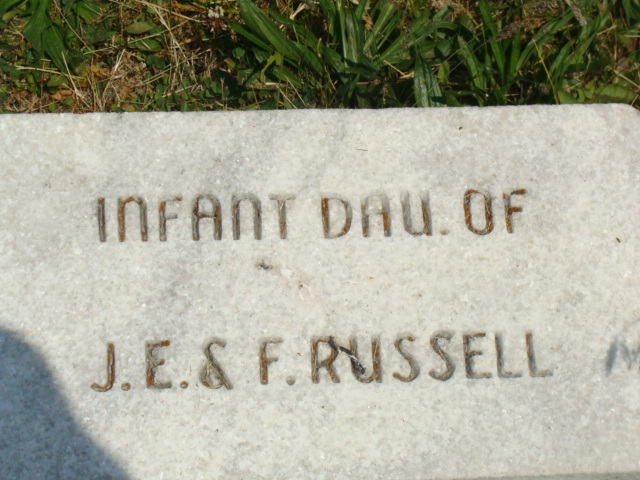 INFANT DAU. OF
J. E. & F. RUSSELL